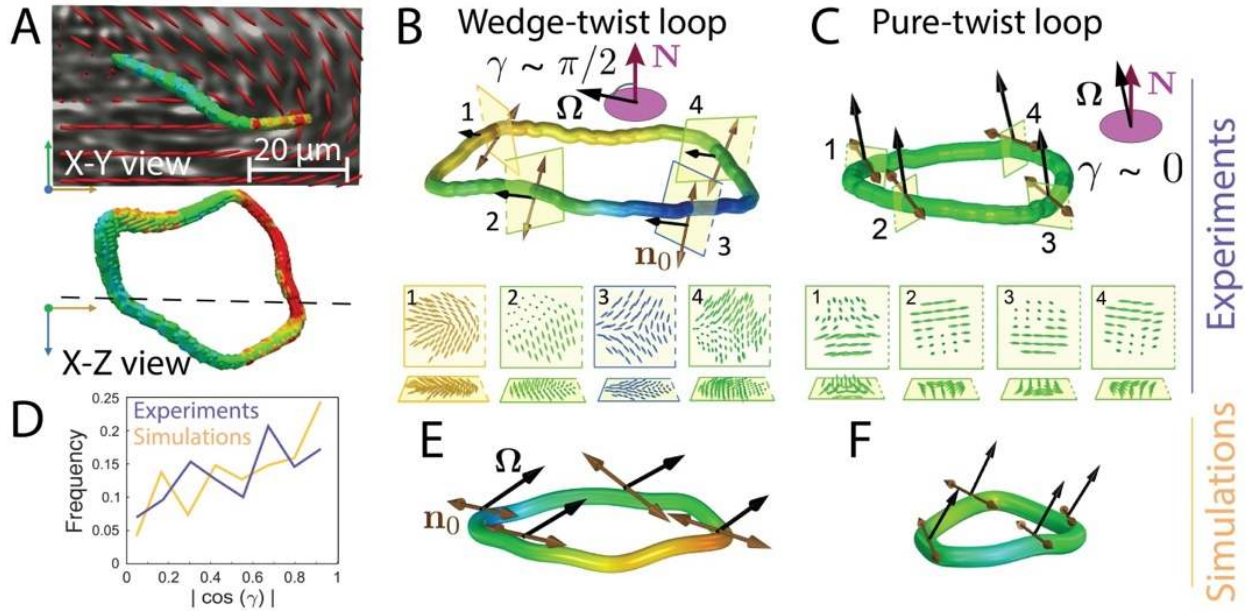 A
X-Y view
20 μm
X-Z view
B
Wedge-twist loop
γ ~ π/2
N
Ω
1
2
3
4
n₀
1
2
3
4
C
Pure-twist loop
Ω
N
γ ~ 0
1
2
3
4
1
2
3
4
Experiments
D
Experiments
Simulations
Frequency
0.25
0.2
0.15
0.1
0.05
0
0
0.2
0.4
0.6
0.8
1
| cos (γ) |
E
Ω
n₀
F
Simulations